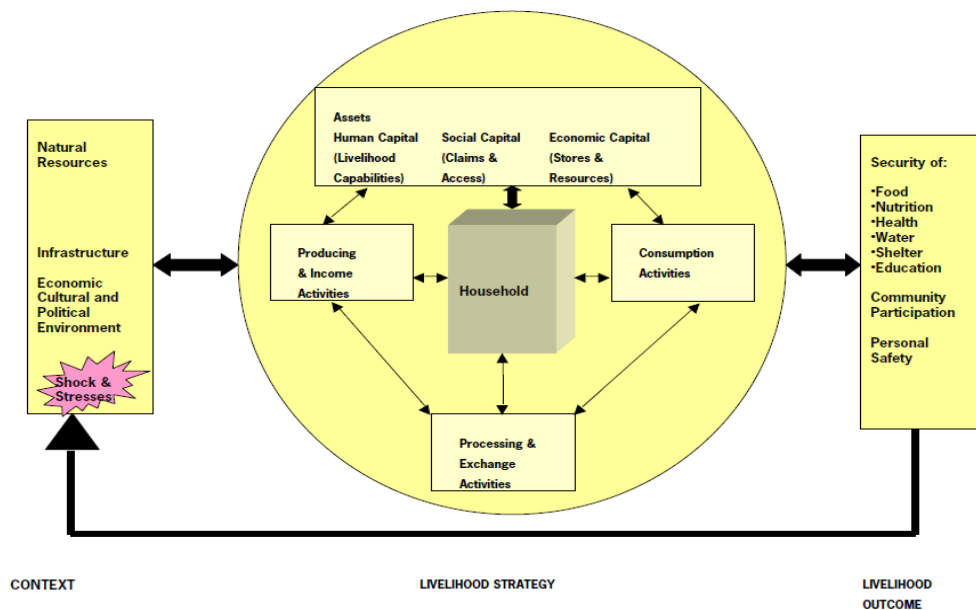 Natural
Resources
Infrastructure
Economic
Cultural and
Political
Environment
Shock &
Stresses
Assets
Human Capital Social Capital Economic Capital
(Livelihood (Claims & (Stores &
Capabilities) Access) Resources)
Producing
& Income
Activities
Household
Consumption
Activities
Processing &
Exchange
Activities
Security of:
•Food
•Nutrition
•Health
•Water
•Shelter
•Education
Community
Participation
Personal
Safety
CONTEXT
LIVELIHOOD STRATEGY
LIVELIHOOD
OUTCOME